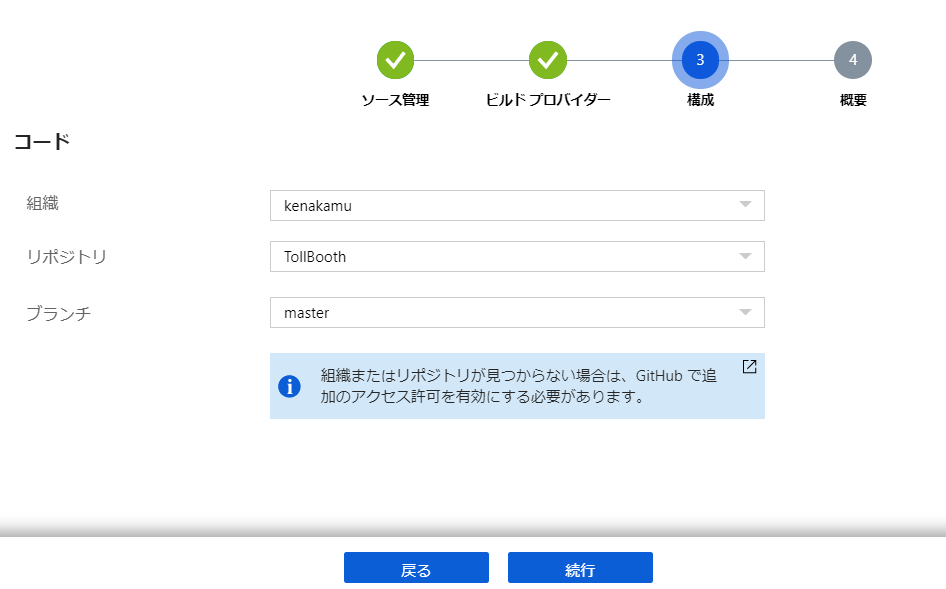 3
4
ソース管理
ビルド プロバイダー
構成
概要
コード
組織
kenakamu
リポジトリ
TollBooth
ブランチ
master
組織またはリポジトリが見つからない場合は、GitHub で追
加のアクセス許可を有効にする必要があります。
戻る
続行